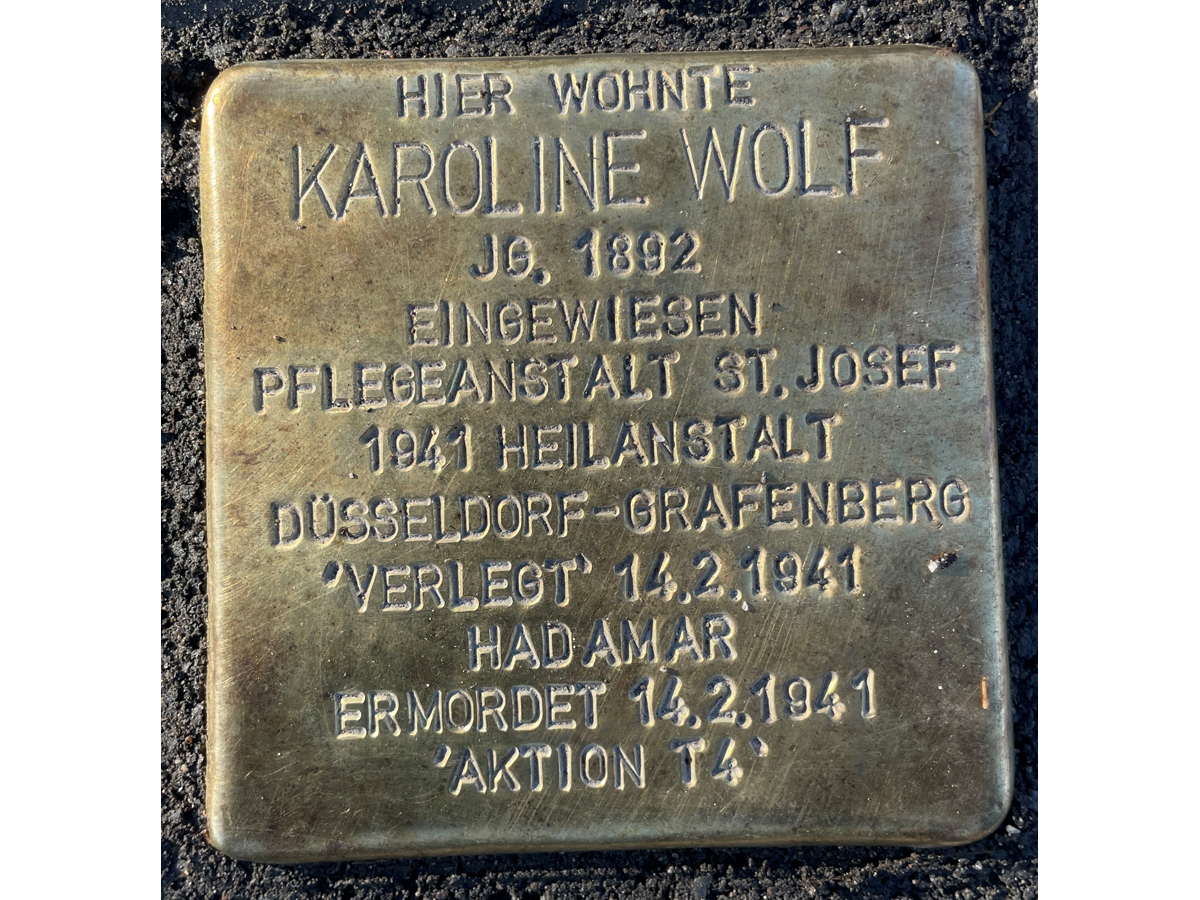 HIER WOHNTE
KAROLINE WOLF
JG. 1892
EINGEWIESEN
PFLEGEANSTALT ST. JOSEF
1941 HEILANSTALT
DÜSSELDORF-GRAFENBERG
'VERLEGT' 14.2.1941
HADAMAR
ERMORDET 14.2.1941
'AKTION T4'